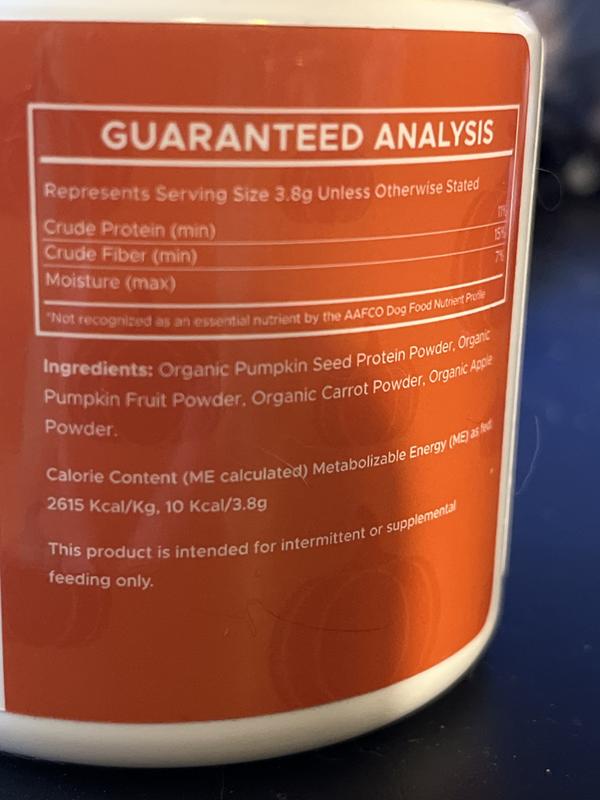 GUARANTEED ANALYSIS
Represents Serving Size 3.8g Unless Otherwise Stated
Crude Protein (min) 11%
Crude Fiber (min) 15%
Moisture (max) 7%
*Not recognized as an essential nutrient by the AAFCO Dog Food Nutrient Profile
Ingredients: Organic Pumpkin Seed Protein Powder, Organic
Pumpkin Fruit Powder, Organic Carrot Powder, Organic Apple
Powder.
Calorie Content (ME calculated) Metabolizable Energy (ME) as fed:
2615 Kcal/Kg, 10 Kcal/3.8g
This product is intended for intermittent or supplemental
feeding only.